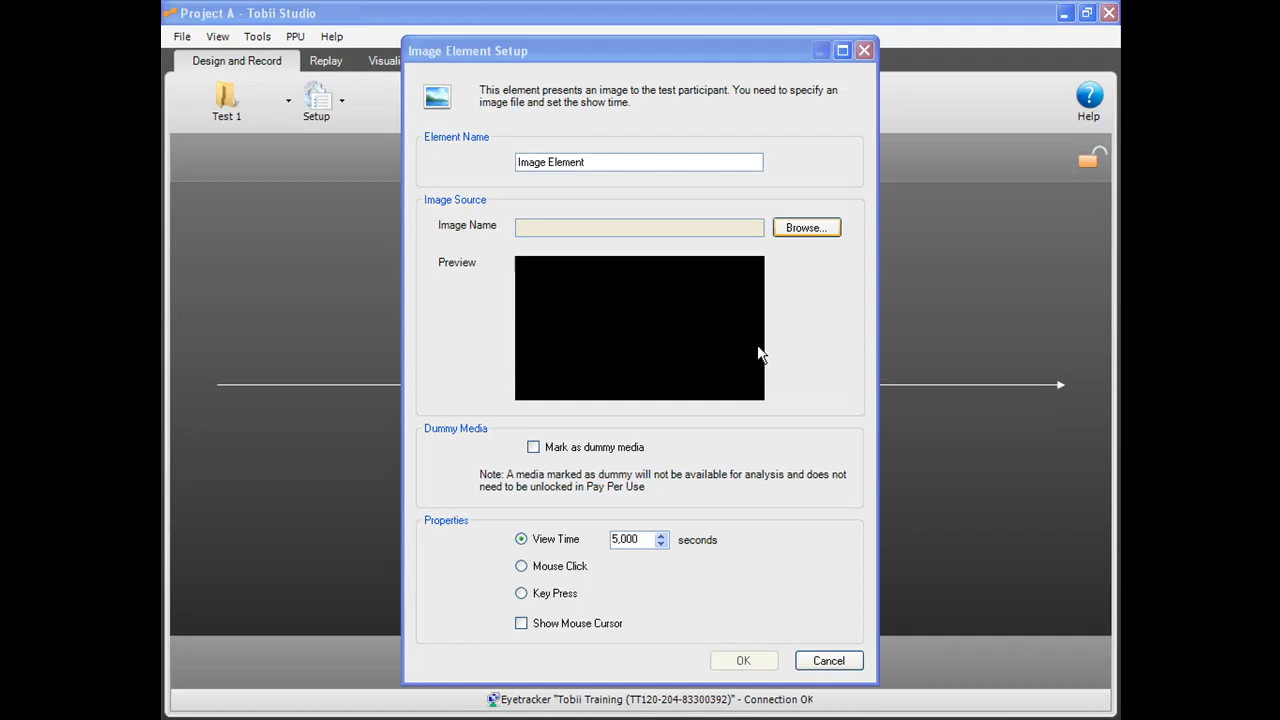 Project A - Tobii Studio
File View Tools PPU Help
Image Element Setup
Design and Record Replay Visuali
This element presents an image to the test participant. You need to specify an
image file and set the show time.
Test 1 Setup Help
Element Name
Image Element
Image Source
Image Name Browse...
Preview
Dummy Media
Mark as dummy media
Note: A media marked as dummy will not be available for analysis and does not
need to be unlocked in Pay Per Use
Properties
View Time 5,000 seconds
Mouse Click
Key Press
Show Mouse Cursor
OK Cancel
Eyetracker "Tobii Training (TT120-204-83300392)" - Connection OK